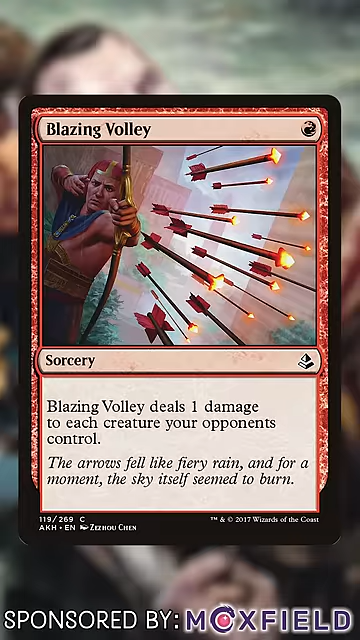 Blazing Volley
Sorcery
Blazing Volley deals 1 damage
to each creature your opponents
control.
The arrows fell like fiery rain, and for a
moment, the sky itself seemed to burn.
119/269 C
AKH • EN Zezhou Chen
™ & © 2017 Wizards of the Coast
SPONSORED BY: MOXFIELD